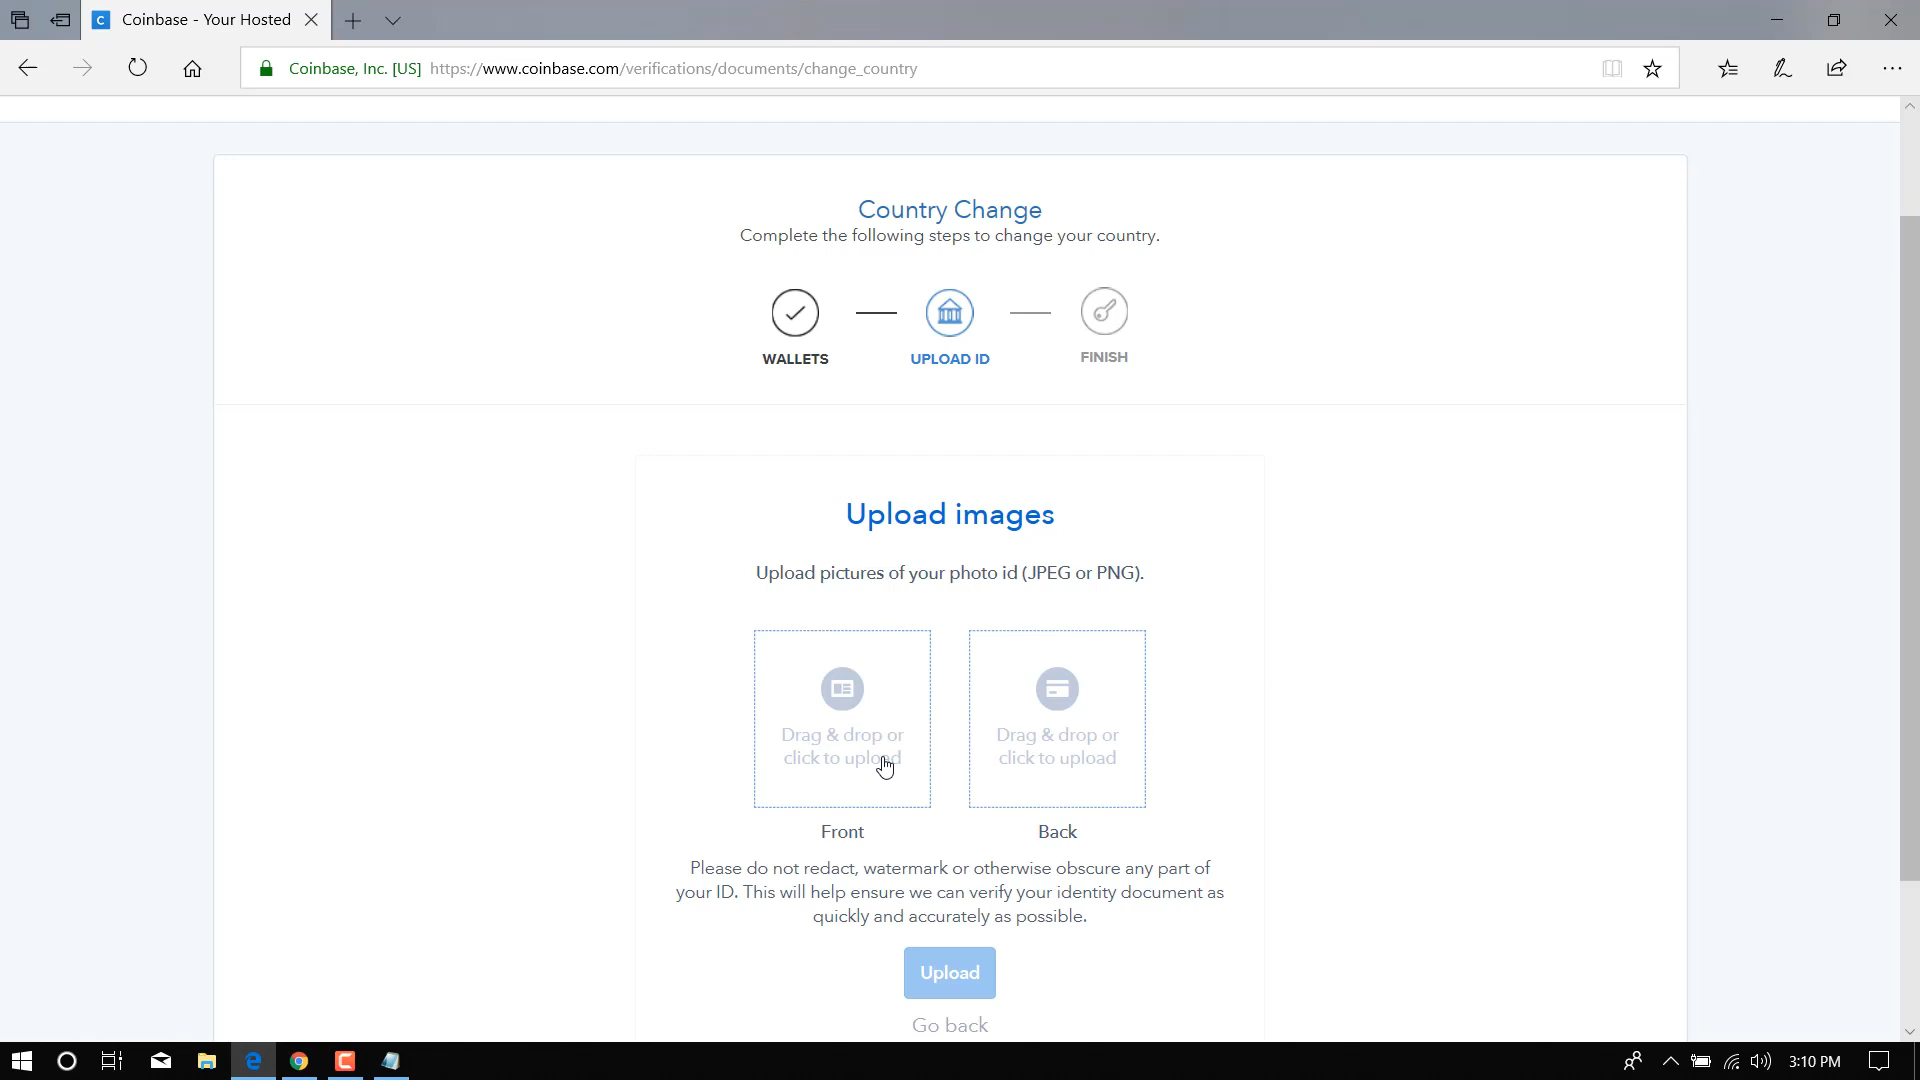 Coinbase - Your Hosted
Coinbase, Inc. [US] https://www.coinbase.com/verifications/documents/change_country
Country Change
Complete the following steps to change your country.
WALLETS
UPLOAD ID
FINISH
Upload images
Upload pictures of your photo id (JPEG or PNG).
Drag & drop or
click to upload
Drag & drop or
click to upload
Front
Back
Please do not redact, watermark or otherwise obscure any part of
your ID. This will help ensure we can verify your identity document as
quickly and accurately as possible.
Upload
Go back
3:10 PM